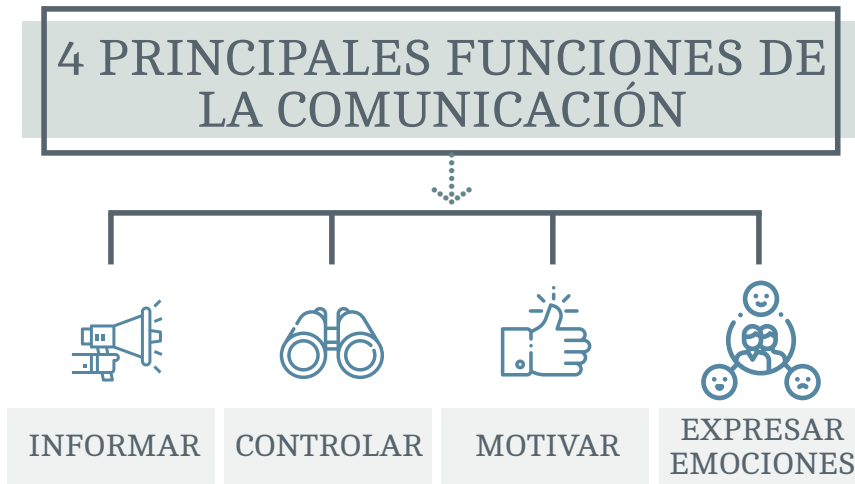 4 PRINCIPALES FUNCIONES DE
LA COMUNICACIÓN
INFORMAR
CONTROLAR
MOTIVAR
EXPRESAR
EMOCIONES